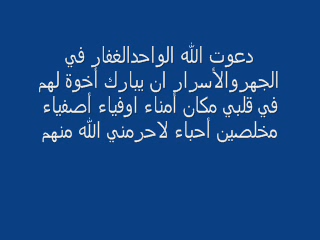 دعوت الله الواحدالغفار في
الجهروالأسرار ان يبارك أخوة لهم
في قلبي مكان أمناء اوفياء أصفياء
مخلصين أحباء لاحرمني الله منهم